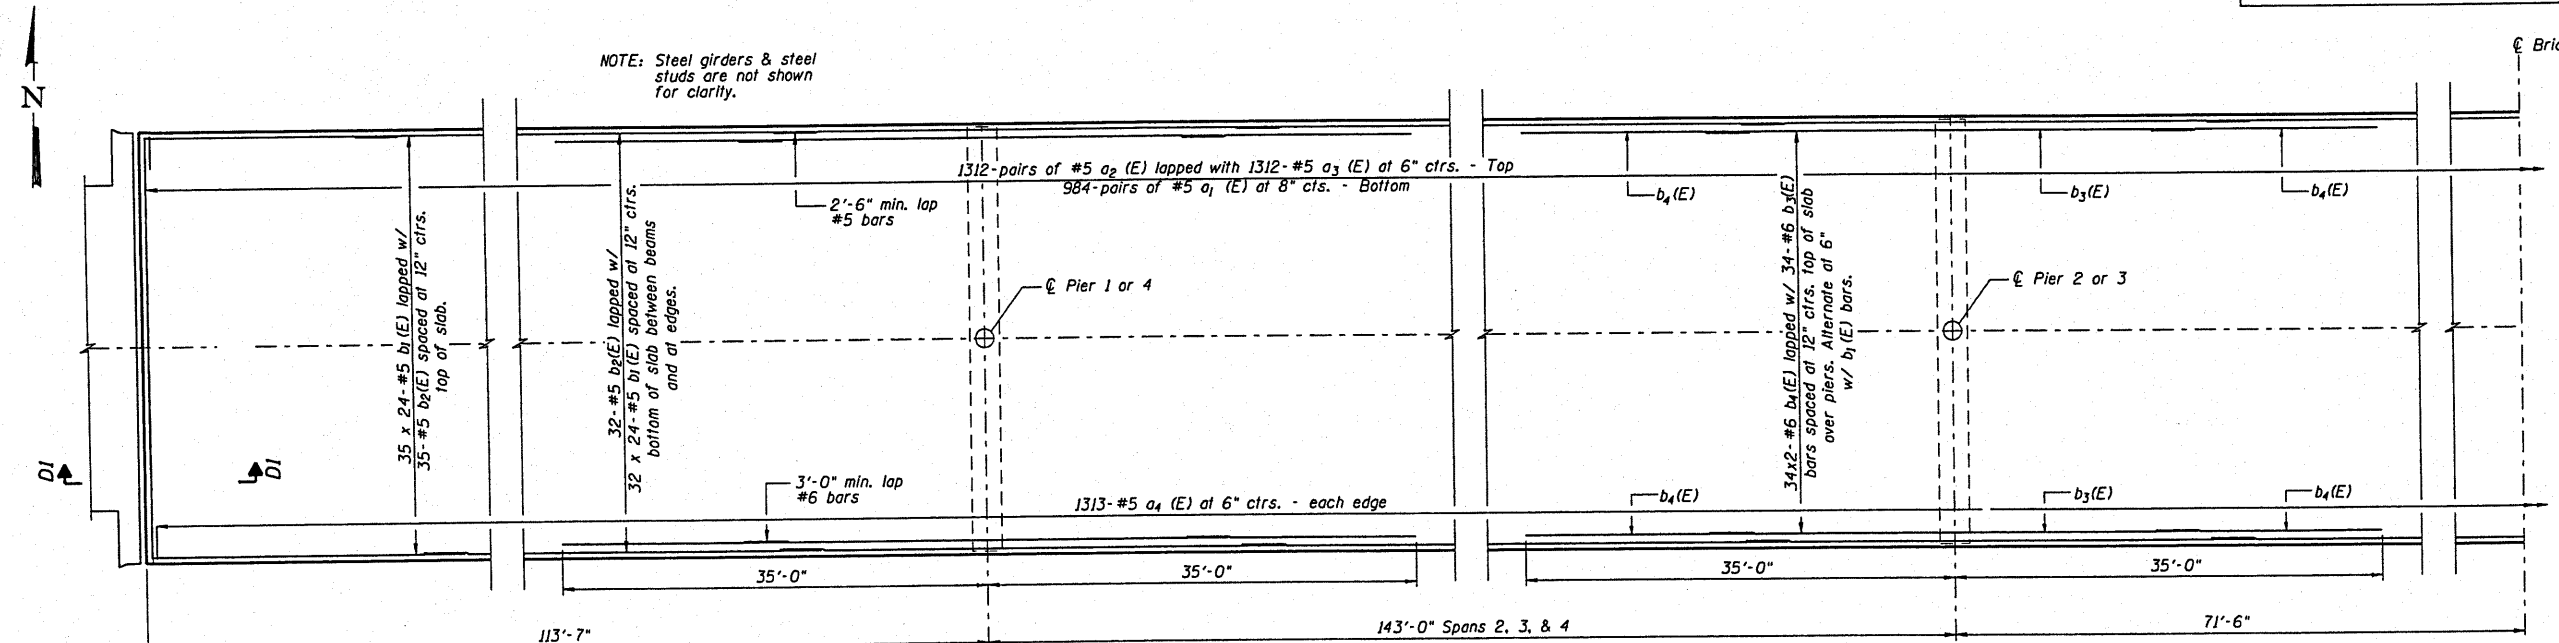 N
NOTE: Steel girders & steel
studs are not shown
for clarity.
℄
1312-pairs of #5 a2 (E) lapped with 1312-#5 a3 (E) at 6" ctrs. - Top
984-pairs of #5 a1 (E) at 8" cts. - Bottom
2'-6" min. lap
#5 bars
b4(E)
b3(E)
b4(E)
35 x 24-#5 b1(E) lapped w/
35-#5 b2(E) spaced at 12" ctrs.
top of slab.
32-#5 b2(E) lapped w/
32 x 24-#5 b1(E) spaced at 12" ctrs.
bottom of slab between beams
and at edges.
℄ Pier 1 or 4
34x2-#6 b4(E) lapped w/ 34-#6 b3(E)
bars spaced at 12" ctrs. top of slab
over piers. Alternate at 6"
w/ b1(E) bars.
℄ Pier 2 or 3
D1
D1
3'-0" min. lap
#6 bars
1313-#5 a4 (E) at 6" ctrs. - each edge
b4(E)
b3(E)
b4(E)
35'-0"
35'-0"
35'-0"
35'-0"
113'-7"
143'-0" Spans 2, 3, & 4
71'-6"